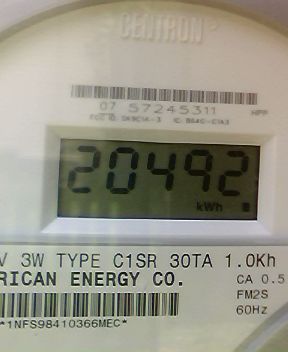 CENTRON®
07 57245311
20492
kWh
V 3W TYPE C1SR 30TA 1.0Kh
RICAN ENERGY CO.
CA 0.5
FM2S
60Hz
*1NFS98410366MEC*